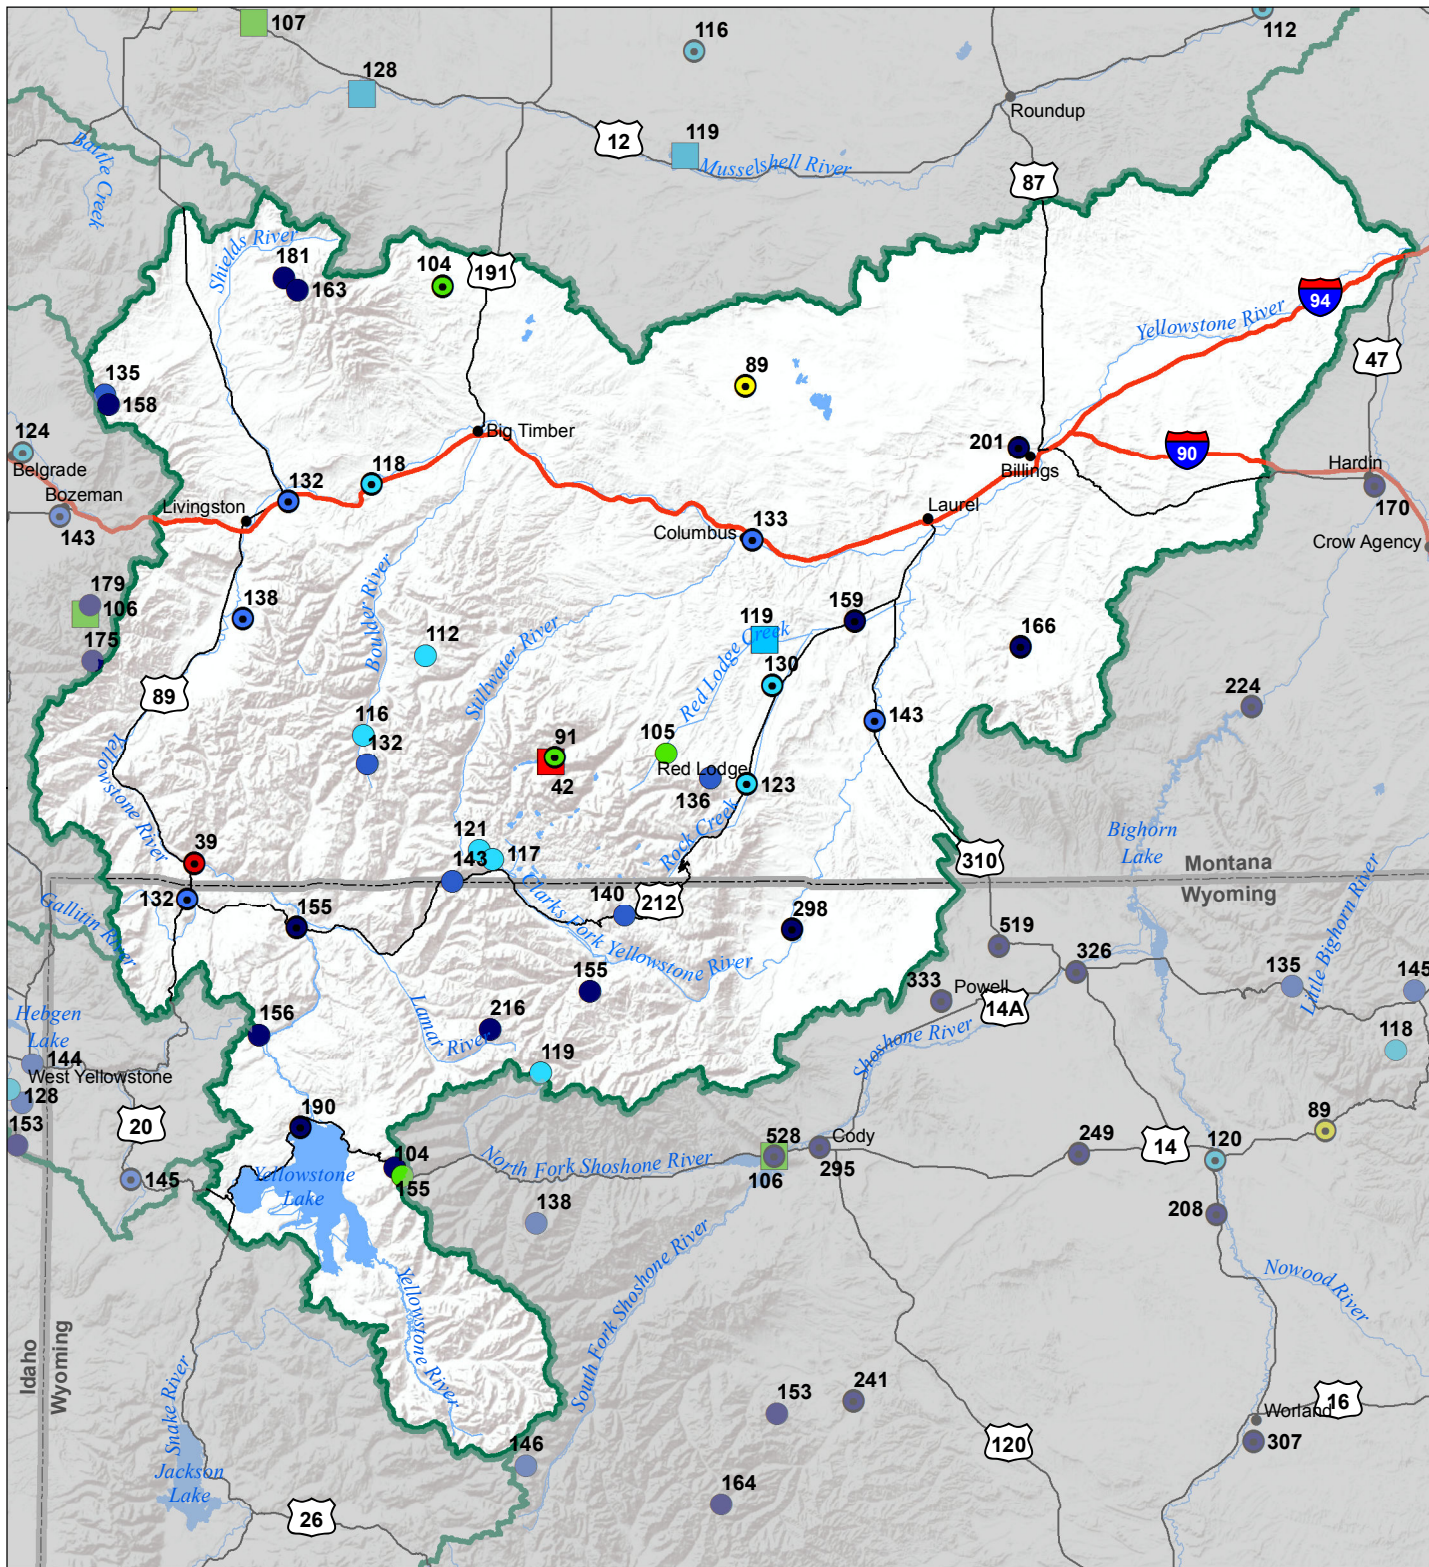 107
116
112
128
Roundup
12
119
Musselshell River
Battle Creek
87
Shields River
181
163
104
191
94
Yellowstone River
47
135
158
89
124
Belgrade
Bozeman
143
Big Timber
118
132
Livingston
201
Billings
90
Hardin
170
Crow Agency
Laurel
133
Columbus
179
106
175
138
Boulder River
112
Stillwater River
119
Red Lodge Creek
159
130
166
89
224
143
116
132
91
42
105
Red Lodge
136
123
Rock Creek
Yellowstone River
39
121
143
117
310
Bighorn Lake
Montana
Wyoming
Little Bighorn River
132
Gallitin River
155
140
212
Clarks Fork Yellowstone River
298
519
326
135
145
333
Powell
14A
155
216
Lamar River
Shoshone River
118
156
119
Hebgen Lake
144
West Yellowstone
128
153
20
190
145
Yellowstone Lake
104
155
North Fork Shoshone River
528
106
Cody
295
249
14
89
120
208
138
South Fork Shoshone River
Nowood River
Yellowstone River
Idaho
Wyoming
Snake River
Jackson Lake
26
146
153
241
164
120
16
Worland
307